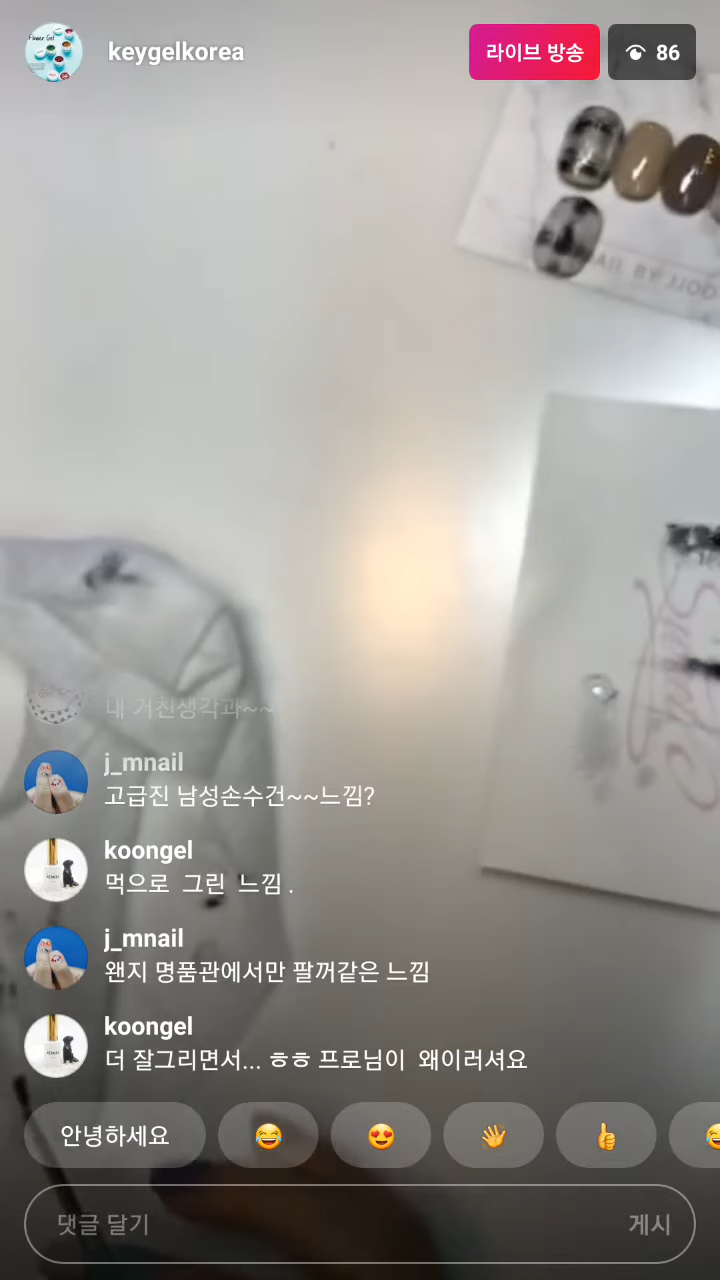 keygelkorea
라이브 방송
86
Flower Gel
내 거친생각과~~
j_mnail
고급진 남성손수건~~느낌?
koongel
먹으로 그린 느낌 .
j_mnail
왠지 명품관에서만 팔꺼같은 느낌
koongel
더 잘그리면서... ㅎㅎ 프로님이 왜이러셔요
안녕하세요
댓글 달기
게시